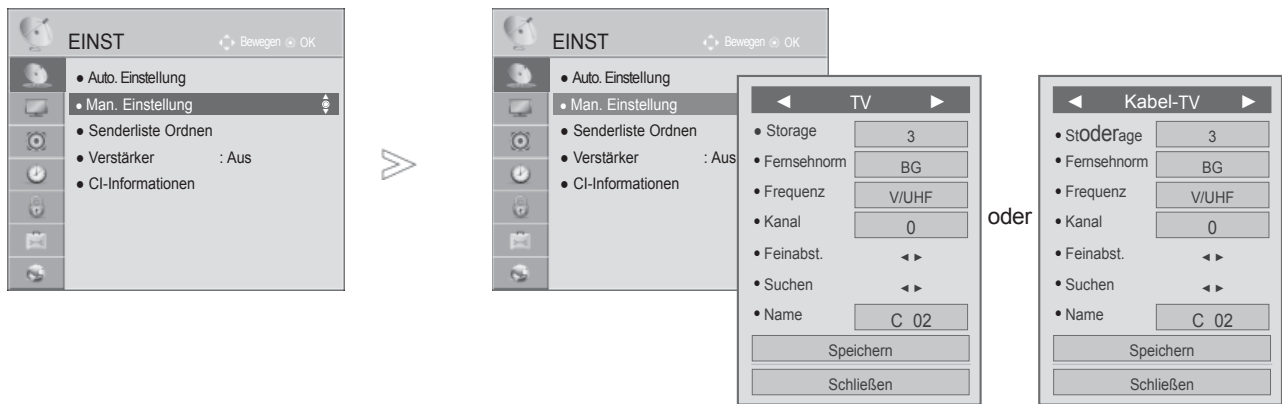 EINST
Bewegen OK
● Auto. Einstellung
● Man. Einstellung
● Senderliste Ordnen
● Verstärker : Aus
● CI-Informationen
EINST
Bewegen OK
● Auto. Einstellung
● Man. Einstellung
● Senderliste Ordnen
● Verstärker : Aus
● CI-Informationen
◄ TV ►
● Storage 3
• Fernsehnorm BG
• Frequenz V/UHF
• Kanal 0
• Feinabst. ◄ ►
• Suchen ◄ ►
• Name C 02
Speichern
Schließen
oder
◄ Kabel-TV ►
• Stoderage 3
• Fernsehnorm BG
• Frequenz V/UHF
• Kanal 0
• Feinabst. ◄ ►
• Suchen ◄ ►
• Name C 02
Speichern
Schließen